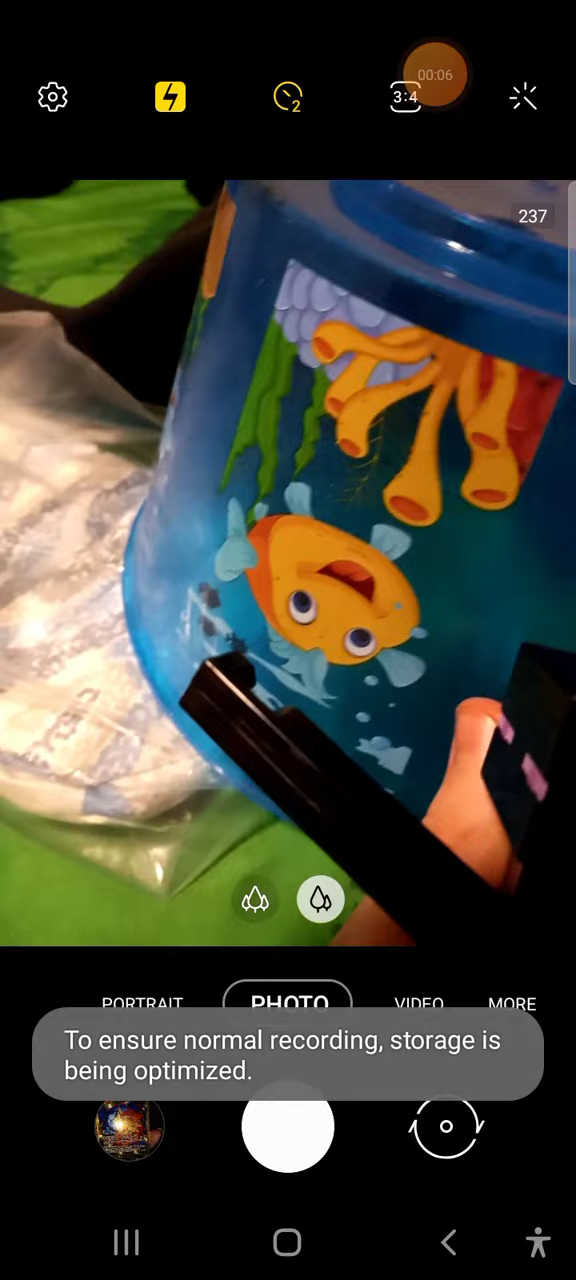 00:06
2
3:4
237
PORTRAIT
PHOTO
VIDEO
MORE
To ensure normal recording, storage is
being optimized.